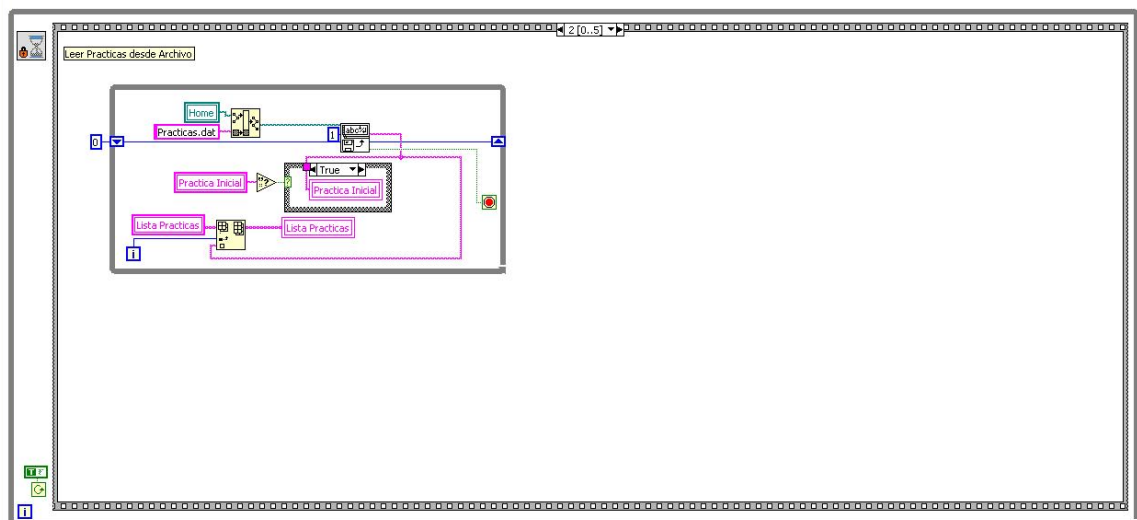 2 [0..5]
Leer Practicas desde Archivo
Home
Practicas.dat
0
1
abc
True
Practica Inicial
?
?
Practica Inicial
Lista Practicas
Lista Practicas
i
T F
i